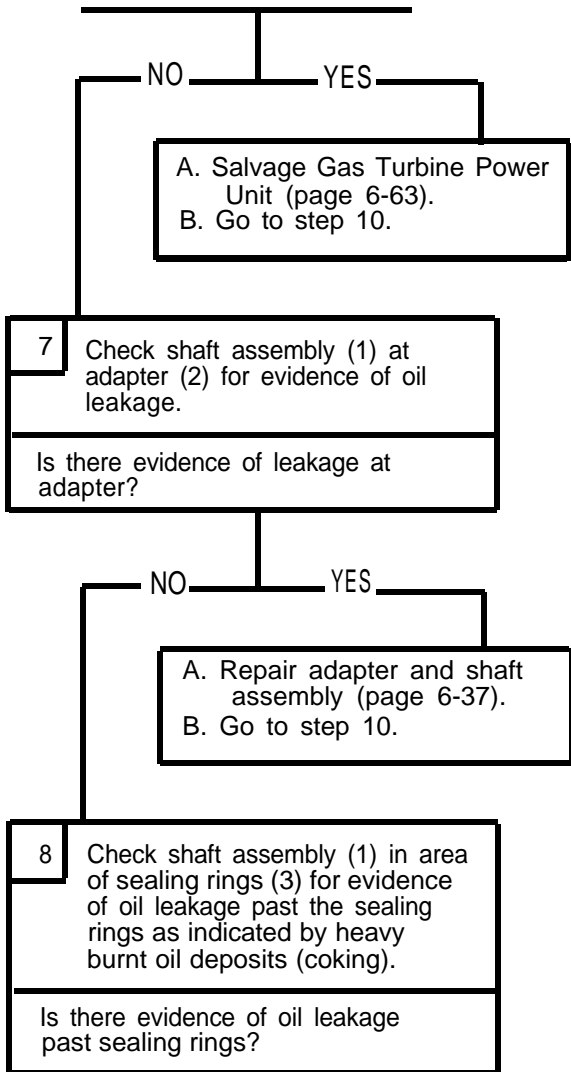 NO YES
A. Salvage Gas Turbine Power
Unit (page 6-63).
B. Go to step 10.
7 Check shaft assembly (1) at
adapter (2) for evidence of oil
leakage.
Is there evidence of leakage at
adapter?
NO YES
A. Repair adapter and shaft
assembly (page 6-37).
B. Go to step 10.
8 Check shaft assembly (1) in area
of sealing rings (3) for evidence
of oil leakage past the sealing
rings as indicated by heavy
burnt oil deposits (coking).
Is there evidence of oil leakage
past sealing rings?